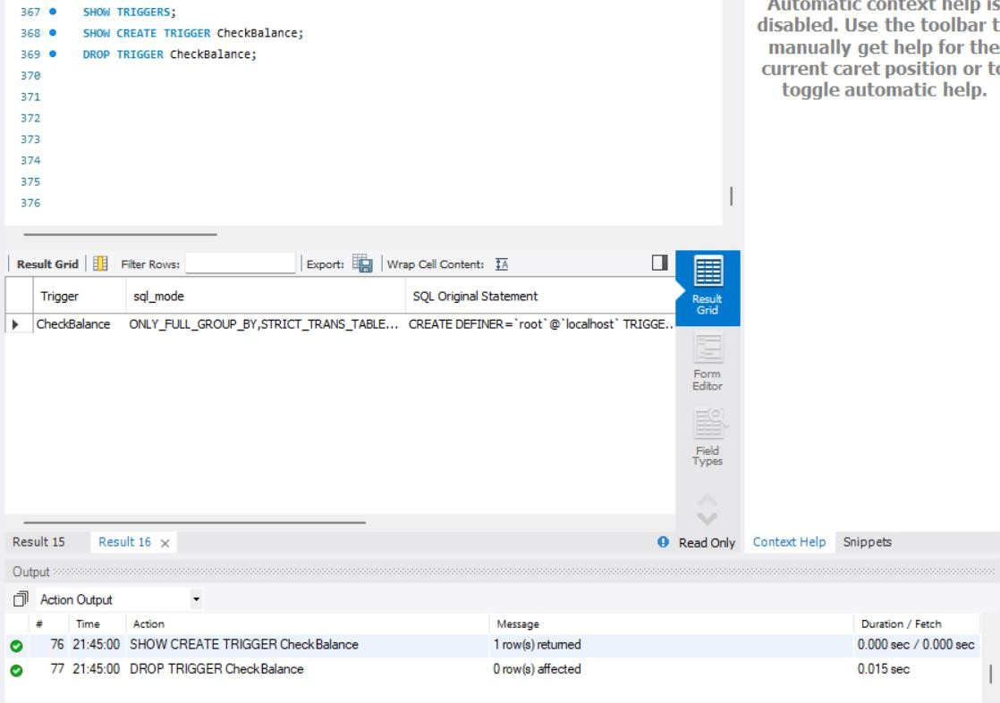 367 SHOW TRIGGERS;
368 SHOW CREATE TRIGGER CheckBalance;
369 DROP TRIGGER CheckBalance;
370
371
372
373
374
375
376
Automatic context help is
disabled. Use the toolbar t
manually get help for the
current caret position or to
toggle automatic help.
Result Grid Filter Rows: Export: Wrap Cell Content: IA
Trigger sql_mode SQL Original Statement
CheckBalance ONLY_FULL_GROUP_BY,STRICT_TRANS_TABLE... CREATE DEFINER=`root`@`localhost` TRIGGE...
Result
Grid
Form
Editor
Field
Types
Result 15 Result 16 Read Only Context Help Snippets
Output
Action Output
# Time Action Message Duration / Fetch
76 21:45:00 SHOW CREATE TRIGGER CheckBalance 1 row(s) returned 0.000 sec / 0.000 sec
77 21:45:00 DROP TRIGGER CheckBalance 0 row(s) affected 0.015 sec